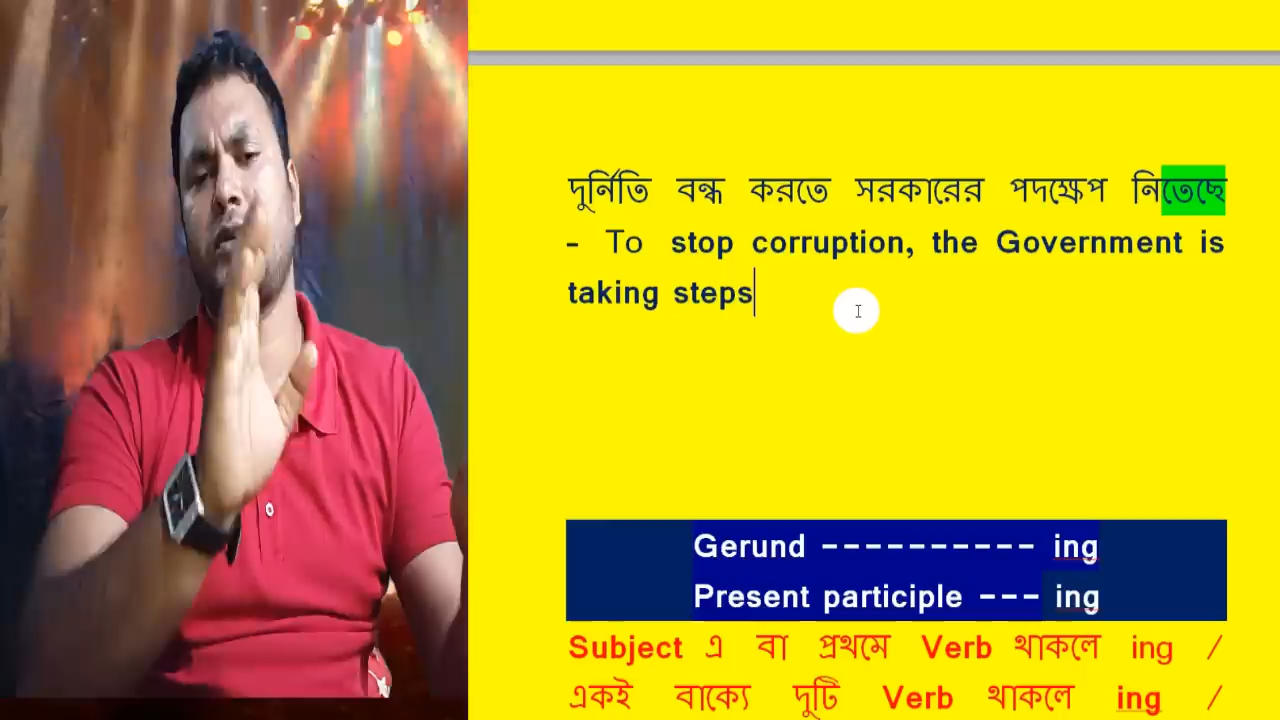 দুর্নিতি বন্ধ করতে সরকারের পদক্ষেপ নিতেছে
- To stop corruption, the Government is
taking steps
Gerund ---------- ing
Present participle --- ing
Subject এ বা প্রথমে Verb থাকলে ing /
একই বাক্যে দুটি Verb থাকলে ing /